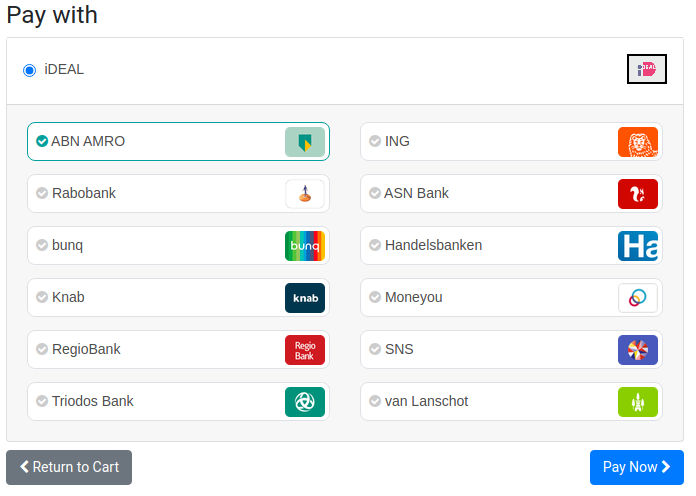 Pay with
iDEAL
iDEAL
ABN AMRO
ING
Rabobank
ASN Bank
bunq
bunq
Handelsbanken
Ha
Knab
knab
Moneyou
RegioBank
Regio
Bank
SNS
Triodos Bank
van Lanschot
Return to Cart
Pay Now